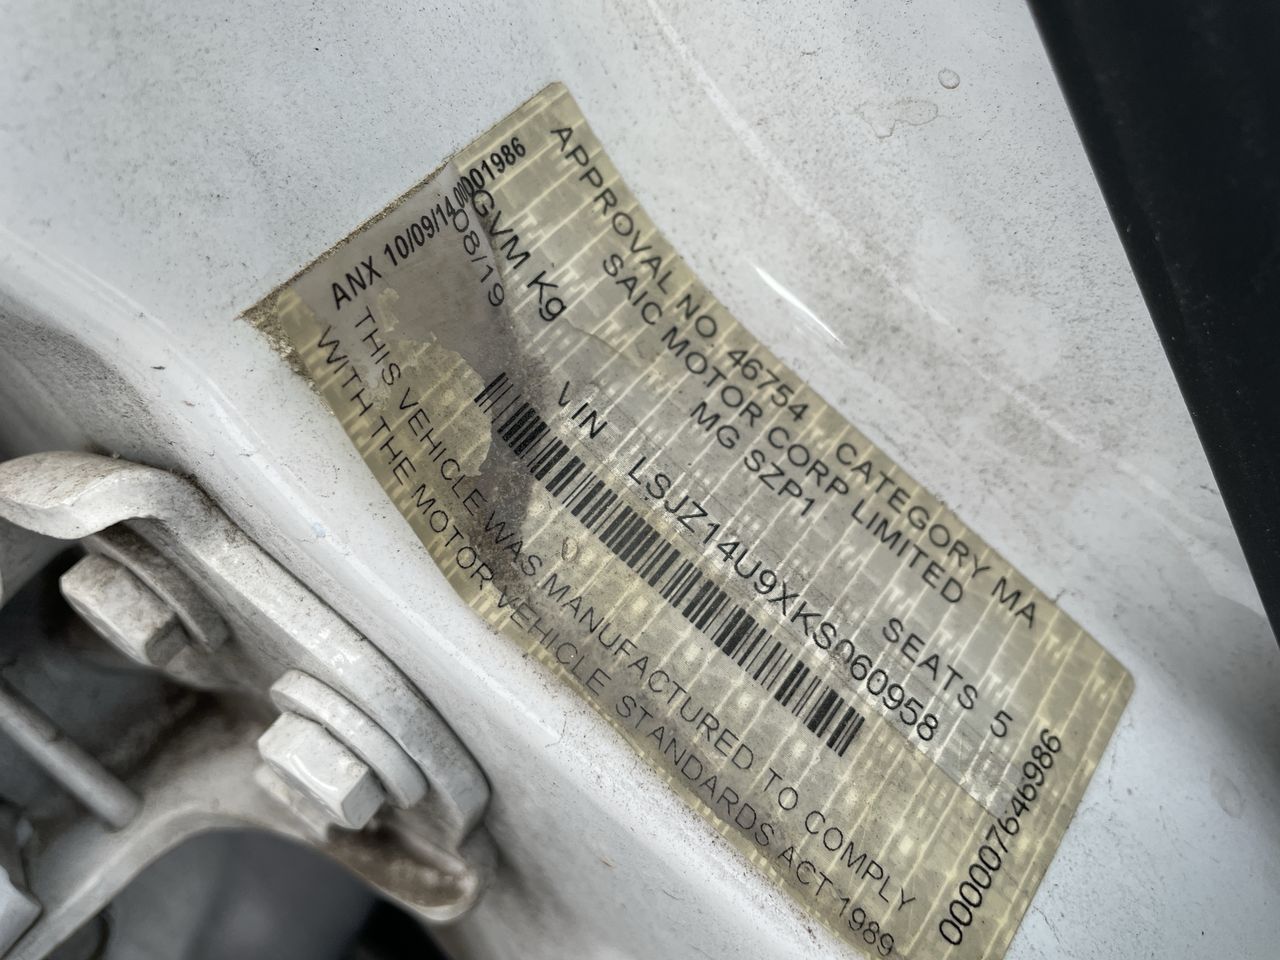 APPROVAL NO 46754 CATEGORY MA
SAIC MOTOR CORP LIMITED
MG SZP1 SEATS 5
GVM Kg
08/19
VIN LSJZ14U9XKS060958
THIS VEHICLE WAS MANUFACTURED TO COMPLY
WITH THE MOTOR VEHICLE STANDARDS ACT 1989
ANX 10/09/14
001986
000007646986